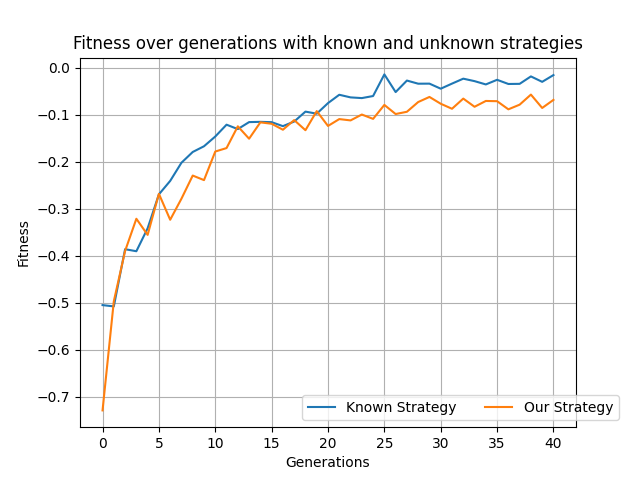 Fitness over generations with known and unknown strategies
0.0
−0.1
−0.2
−0.3
−0.4
−0.5
−0.6
−0.7
Fitness
Known Strategy Our Strategy
0 5 10 15 20 25 30 35 40
Generations